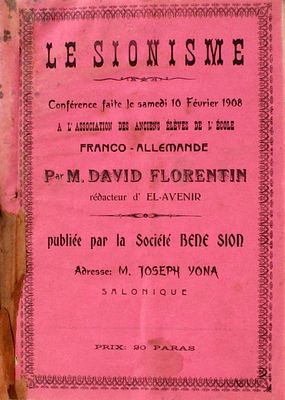 LE SIONISME
Conférence faite le samedi 10 Février 1908
A L'ASSOCIATION DES ANCIENS ÉLÈVES DE L'ÉCOLE
FRANCO-ALLEMANDE
Par M. DAVID FLORENTIN
rédacteur d' EL-AVENIR
publiée par la Société BENE SION
Adresse: M. JOSEPH YONA
SALONIQUE
PRIX: 20 PARAS